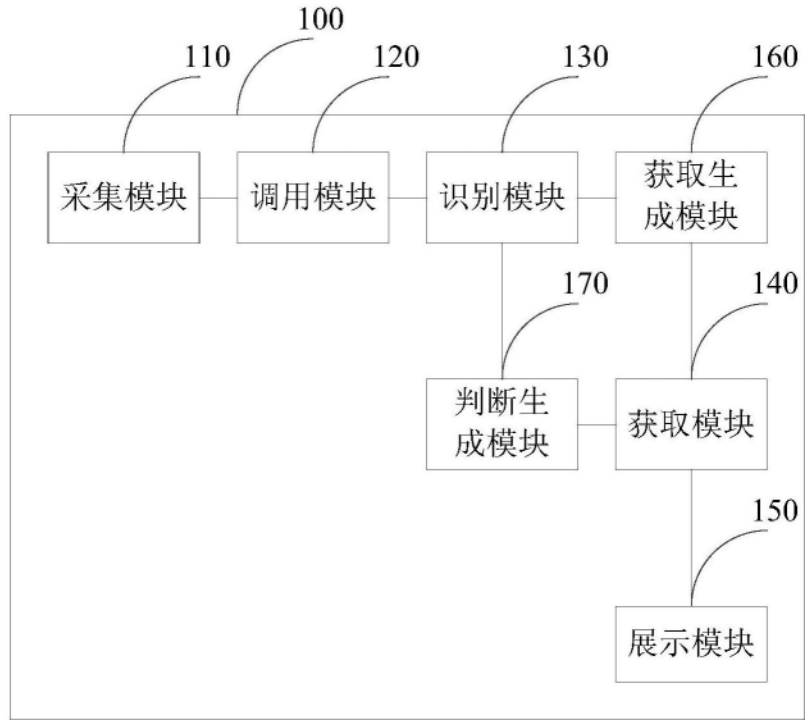 100
110
120
130
160
采集模块
调用模块
识别模块
获取生
成模块
170
140
判断生
成模块
获取模块
150
展示模块